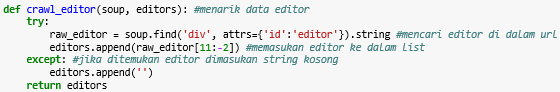 def crawl_editor(soup, editors): #menarik data editor
    try:
        raw_editor = soup.find('div', attrs={'id':'editor'}).string #mencari editor di dalam url
        editors.append(raw_editor[11:-2]) #memasukan editor ke dalam list
    except: #jika ditemukan editor dimasukan string kosong
        editors.append('')
    return editors